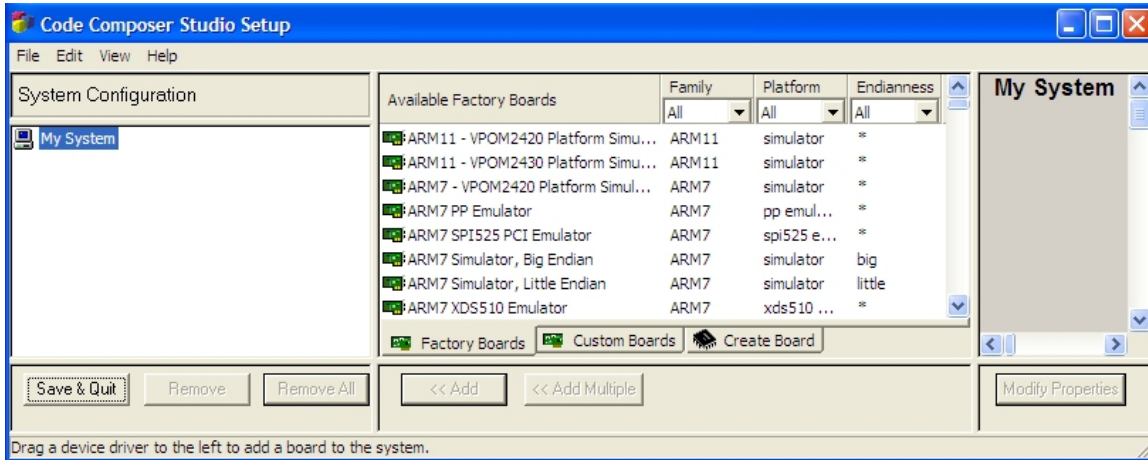 Code Composer Studio Setup
File Edit View Help
System Configuration
My System
Available Factory Boards Family Platform Endianness
All All All
ARM11 - VPOM2420 Platform Simu... ARM11 simulator *
ARM11 - VPOM2430 Platform Simu... ARM11 simulator *
ARM7 - VPOM2420 Platform Simul... ARM7 simulator *
ARM7 PP Emulator ARM7 pp emul... *
ARM7 SPI525 PCI Emulator ARM7 spi525 e... *
ARM7 Simulator, Big Endian ARM7 simulator big
ARM7 Simulator, Little Endian ARM7 simulator little
ARM7 XDS510 Emulator ARM7 xds510 ... *
Factory Boards Custom Boards Create Board
My System
Save & Quit Remove Remove All << Add << Add Multiple Modify Properties
Drag a device driver to the left to add a board to the system.